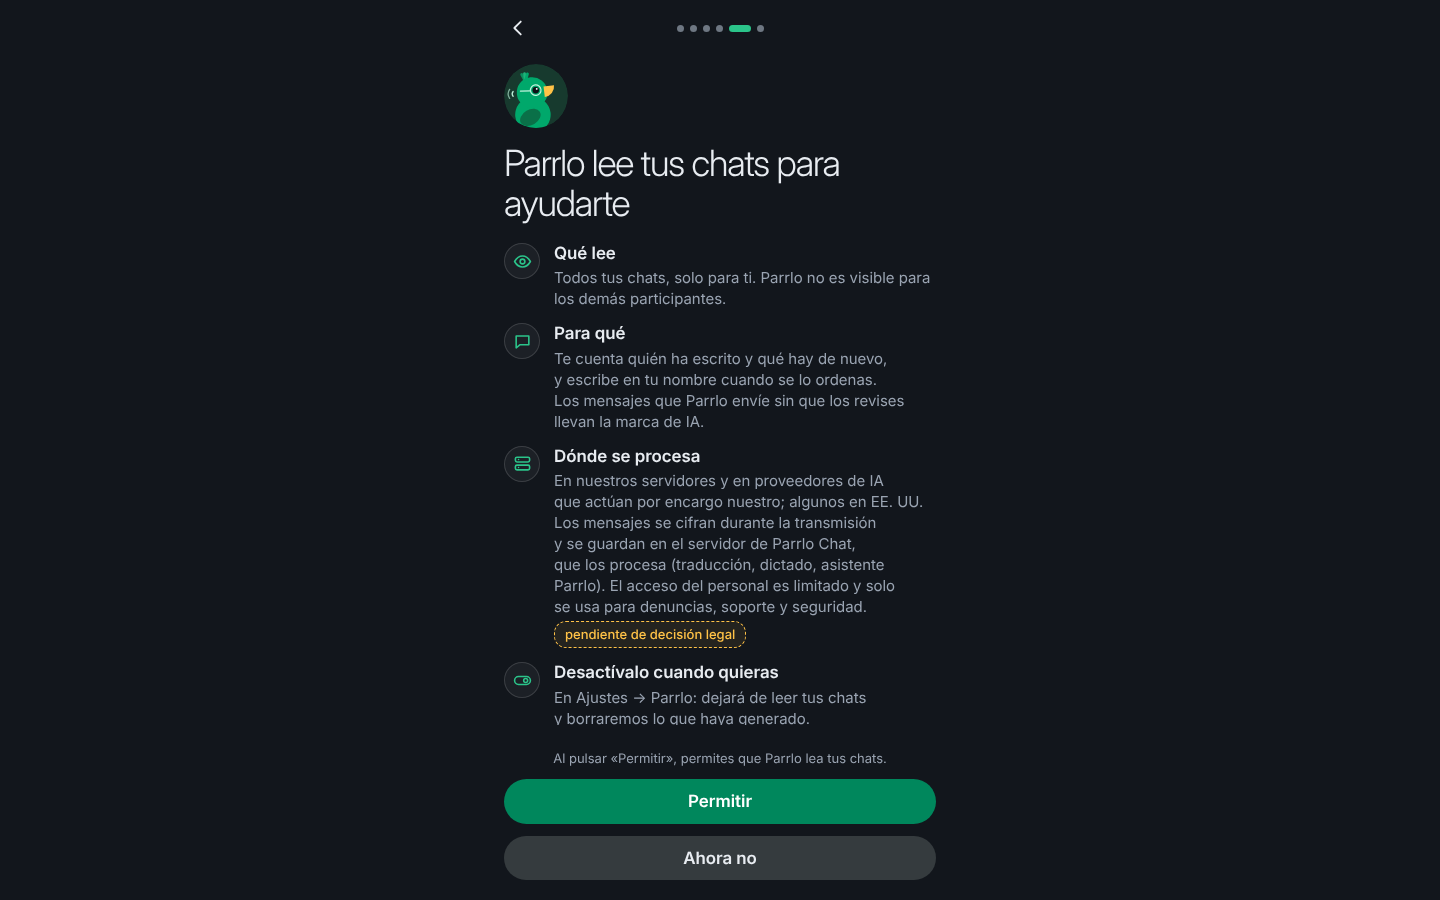 Parrlo lee tus chats para
ayudarte
Qué lee
Todos tus chats, solo para ti. Parrlo no es visible para
los demás participantes.
Para qué
Te cuenta quién ha escrito y qué hay de nuevo,
y escribe en tu nombre cuando se lo ordenas.
Los mensajes que Parrlo envíe sin que los revises
llevan la marca de IA.
Dónde se procesa
En nuestros servidores y en proveedores de IA
que actúan por encargo nuestro; algunos en EE. UU.
Los mensajes se cifran durante la transmisión
y se guardan en el servidor de Parrlo Chat,
que los procesa (traducción, dictado, asistente
Parrlo). El acceso del personal es limitado y solo
se usa para denuncias, soporte y seguridad.
pendiente de decisión legal
Desactívalo cuando quieras
En Ajustes → Parrlo: dejará de leer tus chats
y borraremos lo que haya generado.
Al pulsar «Permitir», permites que Parrlo lea tus chats.
Permitir
Ahora no